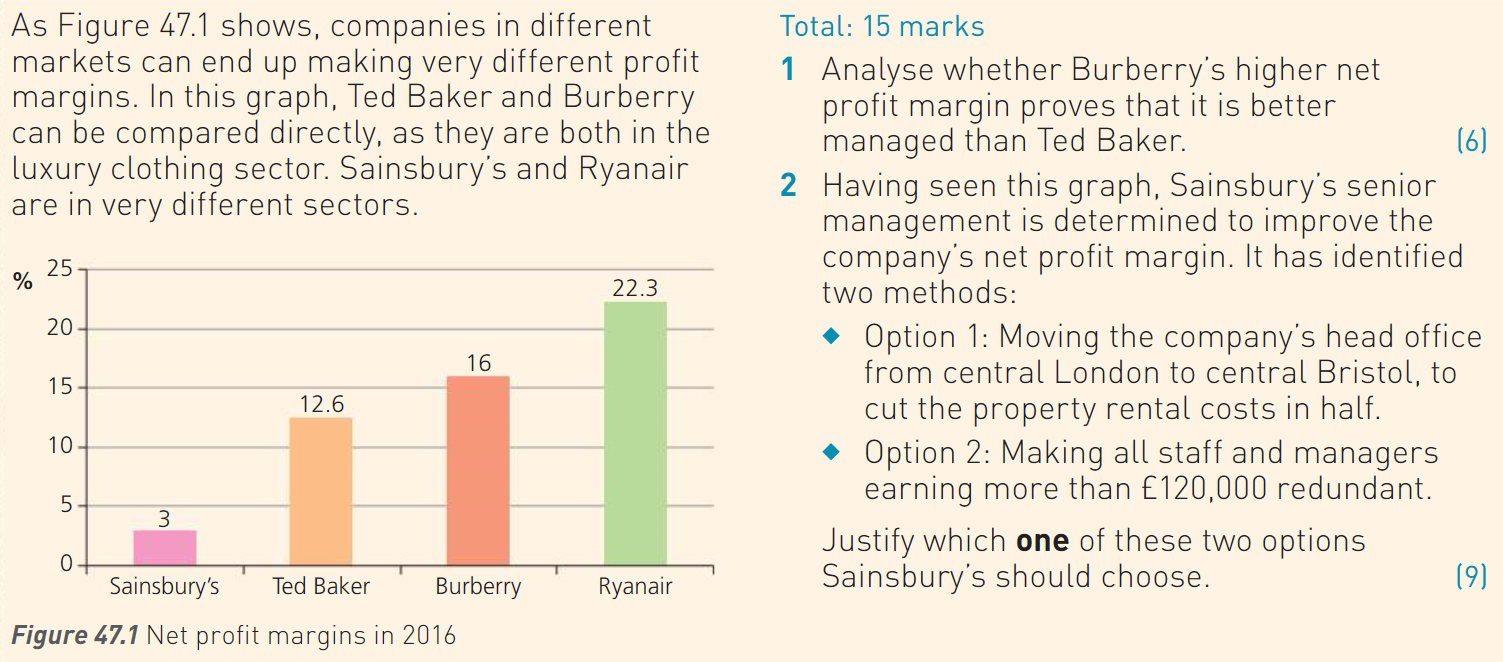 As Figure 47.1 shows, companies in different
markets can end up making very different profit
margins. In this graph, Ted Baker and Burberry
can be compared directly, as they are both in the
luxury clothing sector. Sainsbury’s and Ryanair
are in very different sectors.
%
25
20
15
10
5
0
3
12.6
16
22.3
Sainsbury’s
Ted Baker
Burberry
Ryanair
Figure 47.1 Net profit margins in 2016
Total: 15 marks
1 Analyse whether Burberry’s higher net
profit margin proves that it is better
managed than Ted Baker. (6)
2 Having seen this graph, Sainsbury’s senior
management is determined to improve the
company’s net profit margin. It has identified
two methods:
◆ Option 1: Moving the company’s head office
from central London to central Bristol, to
cut the property rental costs in half.
◆ Option 2: Making all staff and managers
earning more than £120,000 redundant.
Justify which one of these two options
Sainsbury’s should choose. (9)